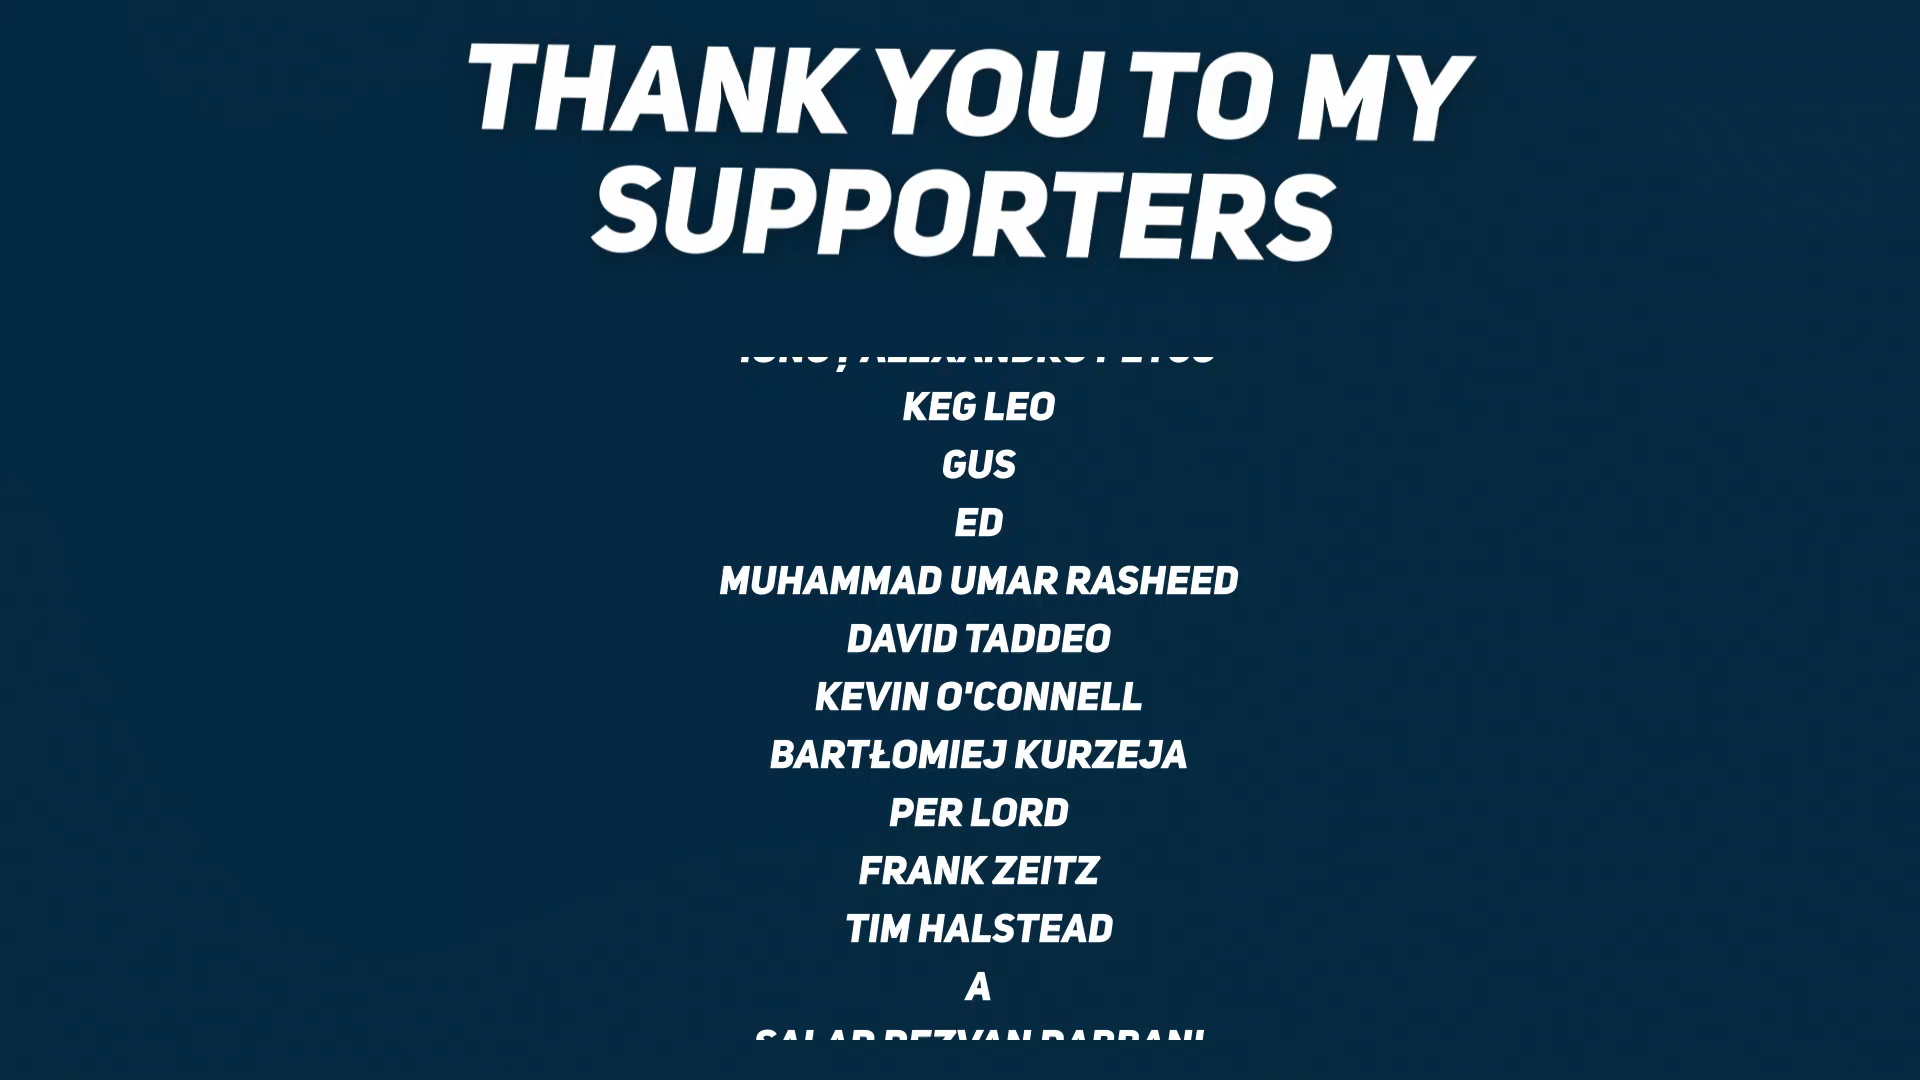 THANK YOU TO MY
SUPPORTERS
KEG LEO
GUS
ED
MUHAMMAD UMAR RASHEED
DAVID TADDEO
KEVIN O'CONNELL
BARTŁOMIEJ KURZEJA
PER LORD
FRANK ZEITZ
TIM HALSTEAD
A